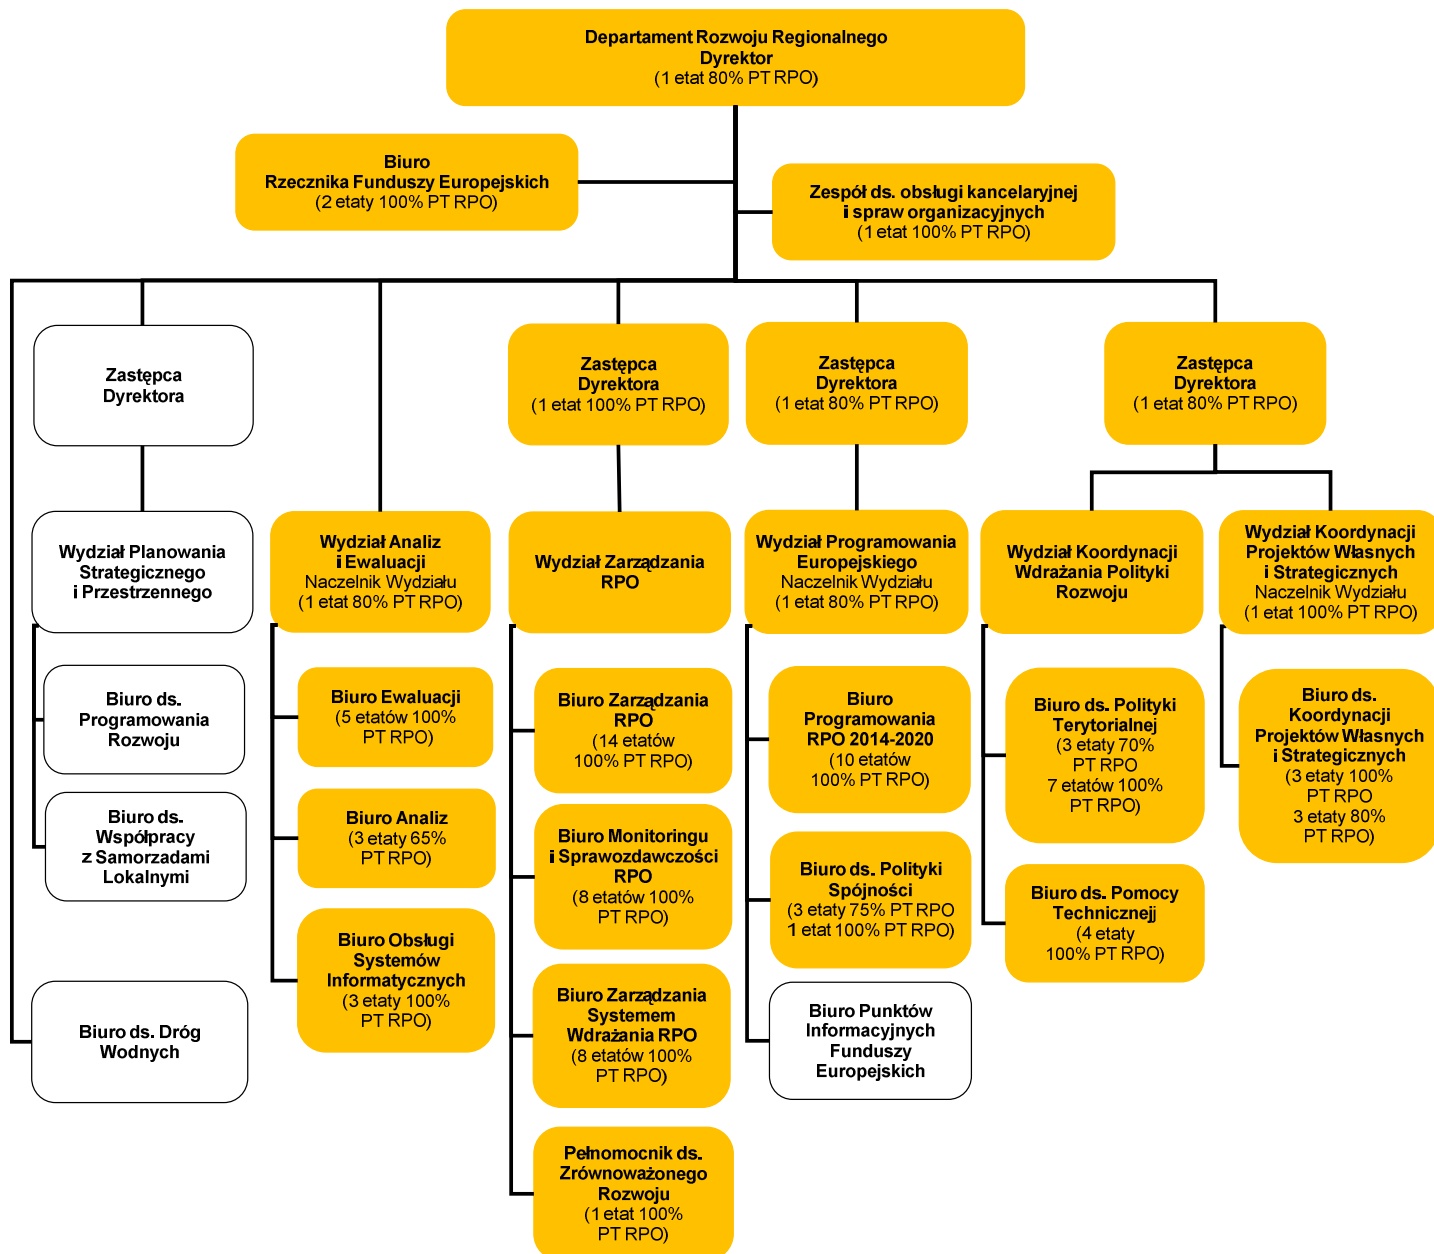 Departament Rozwoju Regionalnego
Dyrektor
(1 etat 80% PT RPO)
Biuro
Rzecznika Funduszy Europejskich
(2 etaty 100% PT RPO)
Zespół ds. obsługi kancelaryjnej
i spraw organizacyjnych
(1 etat 100% PT RPO)
Zastępca
Dyrektora
Zastępca
Dyrektora
(1 etat 100% PT RPO)
Zastępca
Dyrektora
(1 etat 80% PT RPO)
Zastępca
Dyrektora
(1 etat 80% PT RPO)
Wydział Planowania
Strategicznego
i Przestrzennego
Wydział Analiz
i Ewaluacji
Naczelnik Wydziału
(1 etat 80% PT RPO)
Wydział Zarządzania
RPO
Wydział Programowania
Europejskiego
Naczelnik Wydziału
(1 etat 80% PT RPO)
Wydział Koordynacji
Wdrażania Polityki
Rozwoju
Wydział Koordynacji
Projektów Własnych
i Strategicznych
Naczelnik Wydziału
(1 etat 100% PT RPO)
Biuro ds.
Programowania
Rozwoju
Biuro ds.
Współpracy
z Samorzadami
Lokalnymi
Biuro ds. Dróg
Wodnych
Biuro Ewaluacji
(5 etatów 100%
PT RPO)
Biuro Analiz
(3 etaty 65%
PT RPO)
Biuro Obsługi
Systemów
Informatycznych
(3 etaty 100%
PT RPO)
Biuro Zarządzania
RPO
(14 etatów
100% PT RPO)
Biuro Monitoringu
i Sprawozdawczości
RPO
(8 etatów 100%
PT RPO)
Biuro Zarządzania
Systemem
Wdrażania RPO
(8 etatów 100%
PT RPO)
Pełnomocnik ds.
Zrównoważonego
Rozwoju
(1 etat 100%
PT RPO)
Biuro
Programowania
RPO 2014-2020
(10 etatów
100% PT RPO)
Biuro ds. Polityki
Spójności
(3 etaty 75% PT RPO
1 etat 100% PT RPO)
Biuro Punktów
Informacyjnych
Funduszy
Europejskich
Biuro ds. Polityki
Terytorialnej
(3 etaty 70%
PT RPO
7 etatów 100%
PT RPO)
Biuro ds. Pomocy
Technicznejj
(4 etaty
100% PT RPO)
Biuro ds.
Koordynacji
Projektów Własnych
i Strategicznych
(3 etaty 100%
PT RPO
3 etaty 80%
PT RPO)